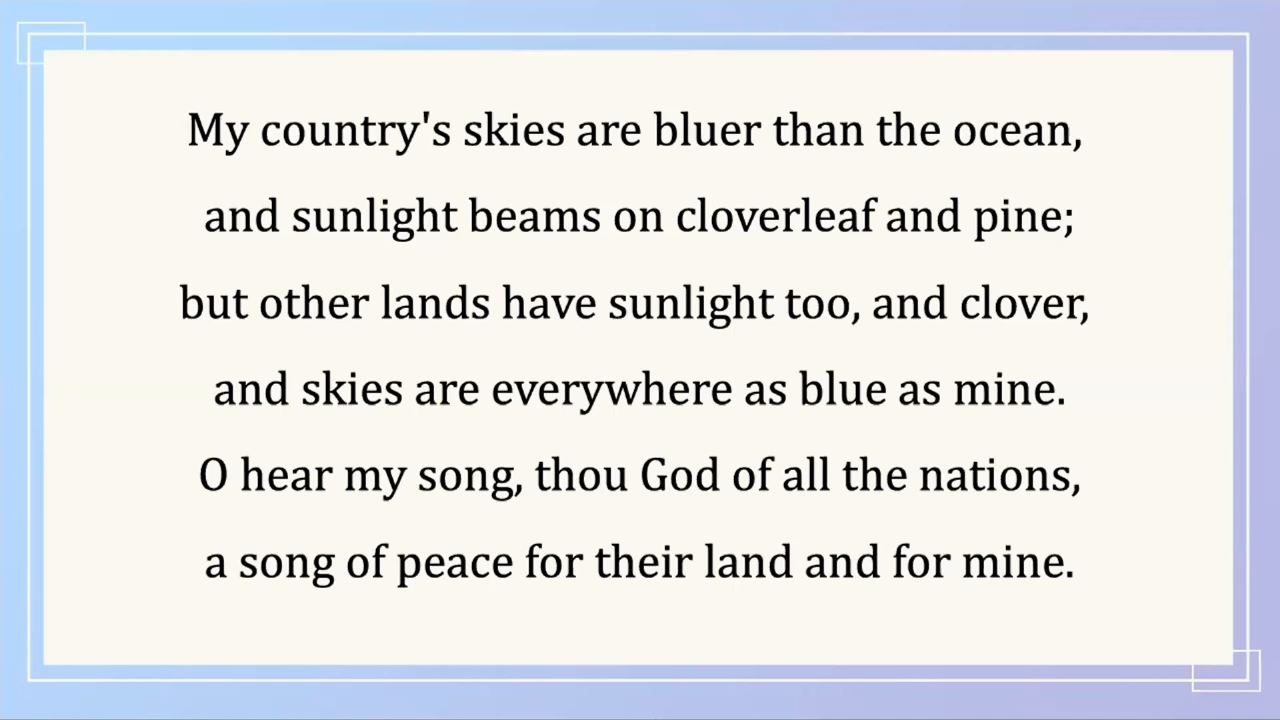 My country's skies are bluer than the ocean,
and sunlight beams on cloverleaf and pine;
but other lands have sunlight too, and clover,
and skies are everywhere as blue as mine.
O hear my song, thou God of all the nations,
a song of peace for their land and for mine.